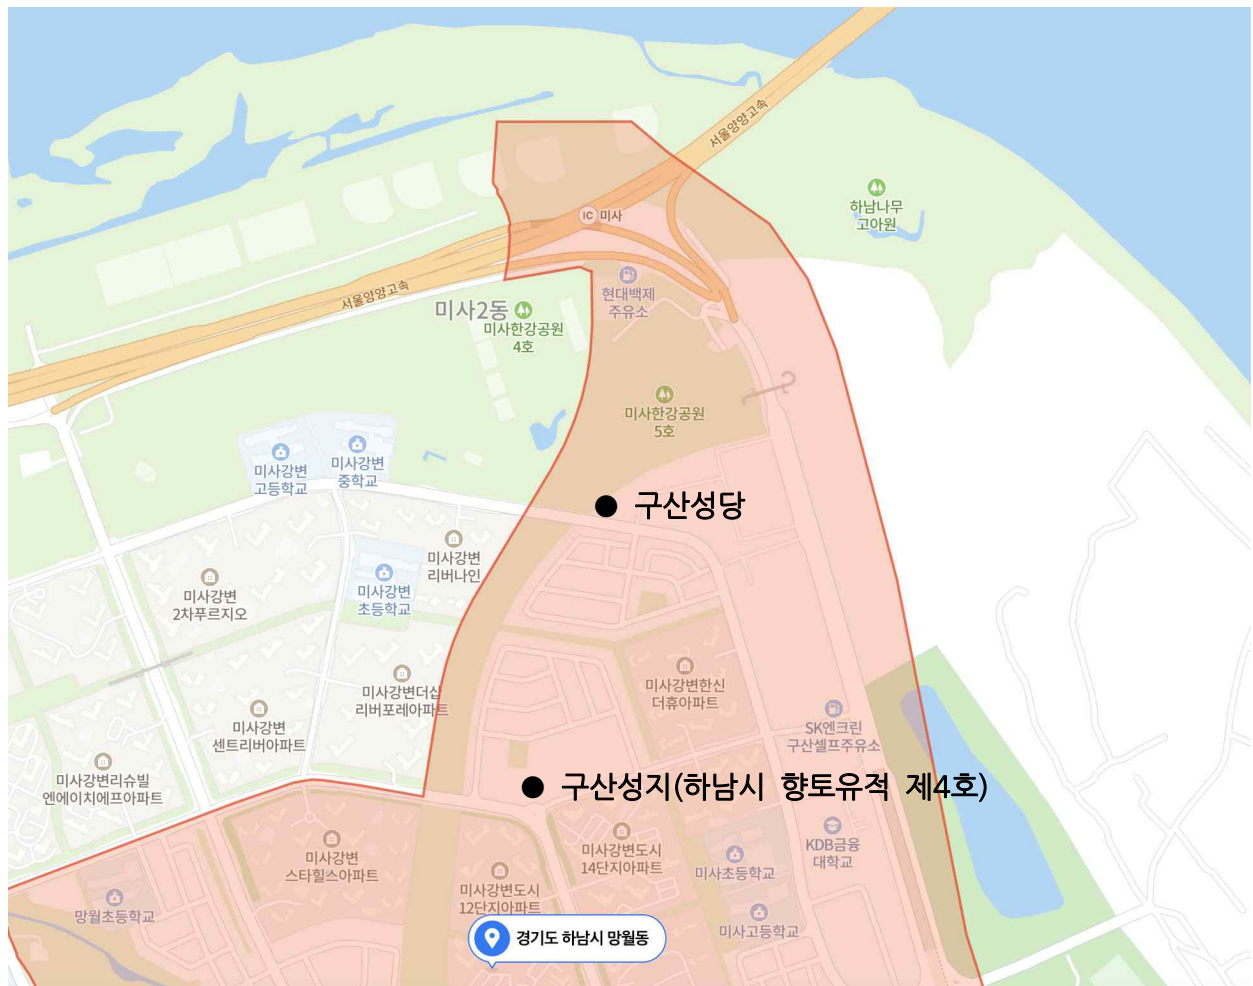 서울양양고속
하남나무
고아원
IC 미사
현대백제
주유소
서울양양고속
미사2동
미사한강공원
4호
미사한강공원
5호
미사강변
고등학교
미사강변
중학교
구산성당
미사강변
리버나인
미사강변
2차푸르지오
미사강변
초등학교
미사강변더샵
리버포레아파트
미사강변한신
더휴아파트
미사강변
센트리버아파트
SK엔크린
구산셀프주유소
미사강변리슈빌
엔에이치에프아파트
구산성지(하남시 향토유적 제4호)
미사강변
스타힐스아파트
미사강변도시
14단지아파트
KDB금융
대학교
미사초등학교
미사강변도시
12단지아파트
망월초등학교
미사고등학교
경기도 하남시 망월동